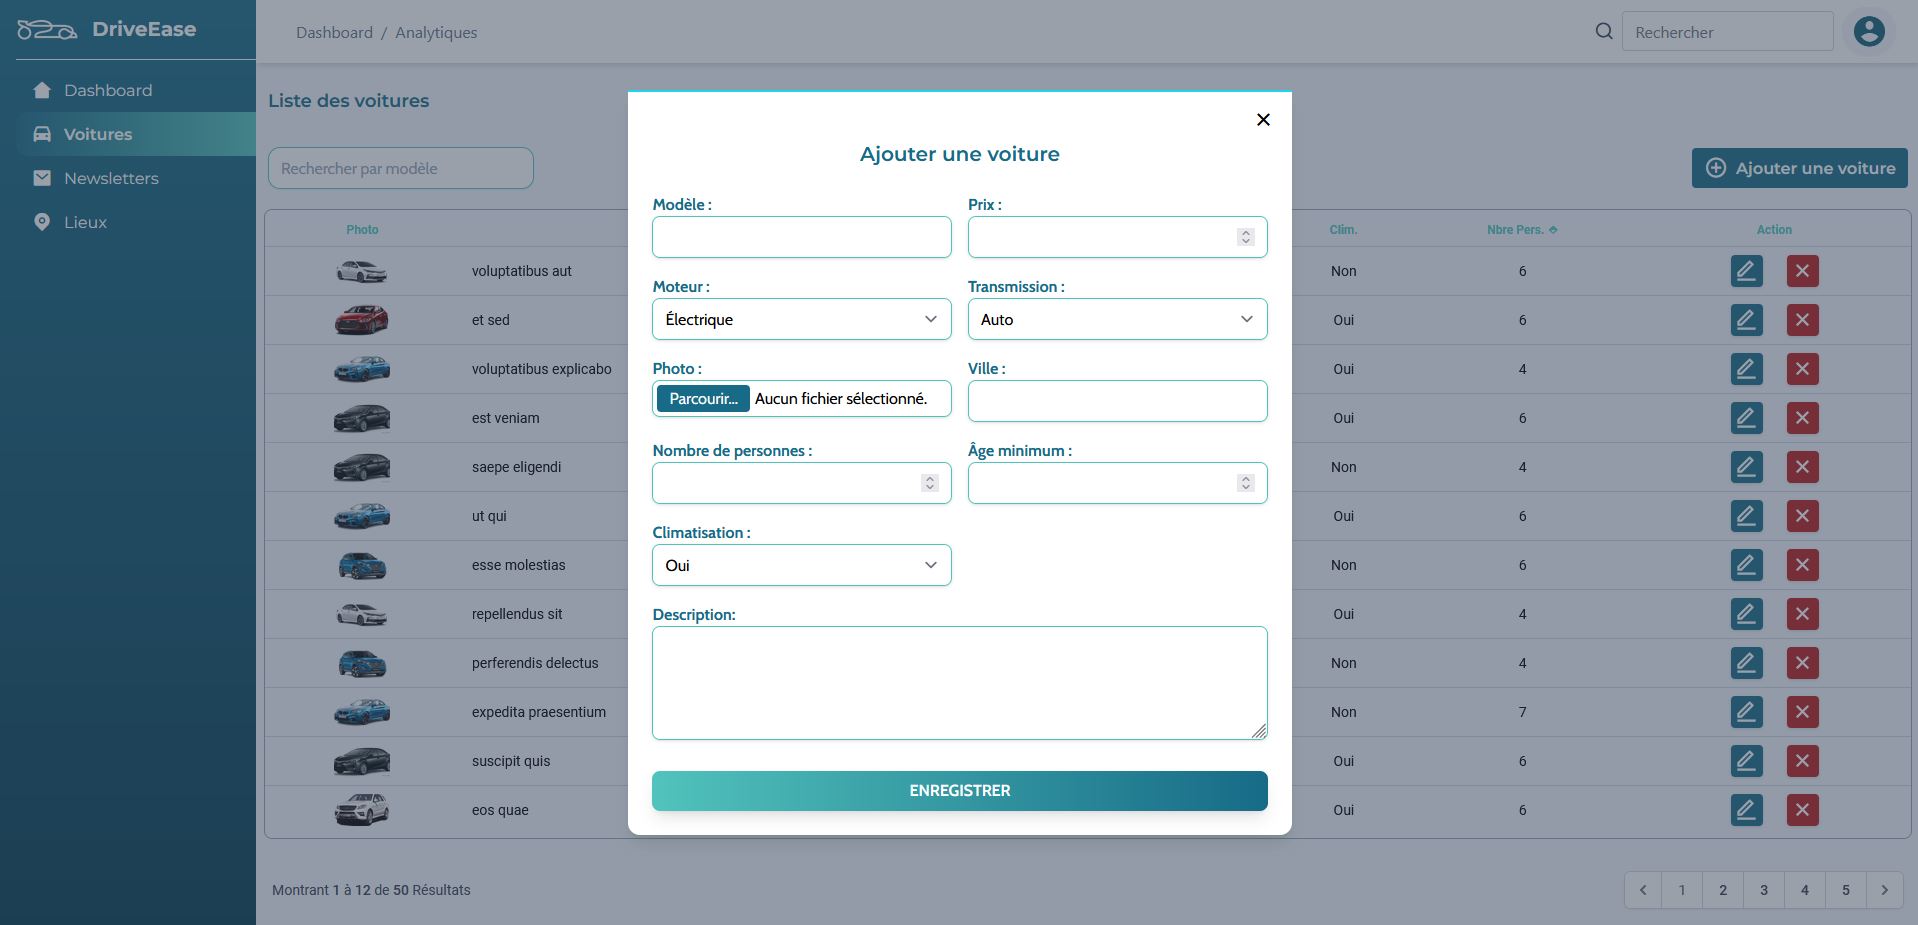 DriveEase
Dashboard / Analytiques
Rechercher
Dashboard
Voitures
Newsletters
Lieux
Liste des voitures
Rechercher par modèle
Ajouter une voiture
Photo
Clim.
Nbre Pers.
Action
voluptatibus aut
Non
6
et sed
Oui
6
voluptatibus explicabo
Oui
4
est veniam
Oui
6
saepe eligendi
Non
4
ut qui
Oui
6
esse molestias
Non
6
repellendus sit
Oui
4
perferendis delectus
Non
4
expedita praesentium
Non
7
suscipit quis
Oui
6
eos quae
Oui
6
Montrant 1 à 12 de 50 Résultats
1 2 3 4 5
Ajouter une voiture
Modèle :
Prix :
Moteur :
Électrique
Transmission :
Auto
Photo :
Parcourir... Aucun fichier sélectionné.
Ville :
Nombre de personnes :
Âge minimum :
Climatisation :
Oui
Description:
ENREGISTRER